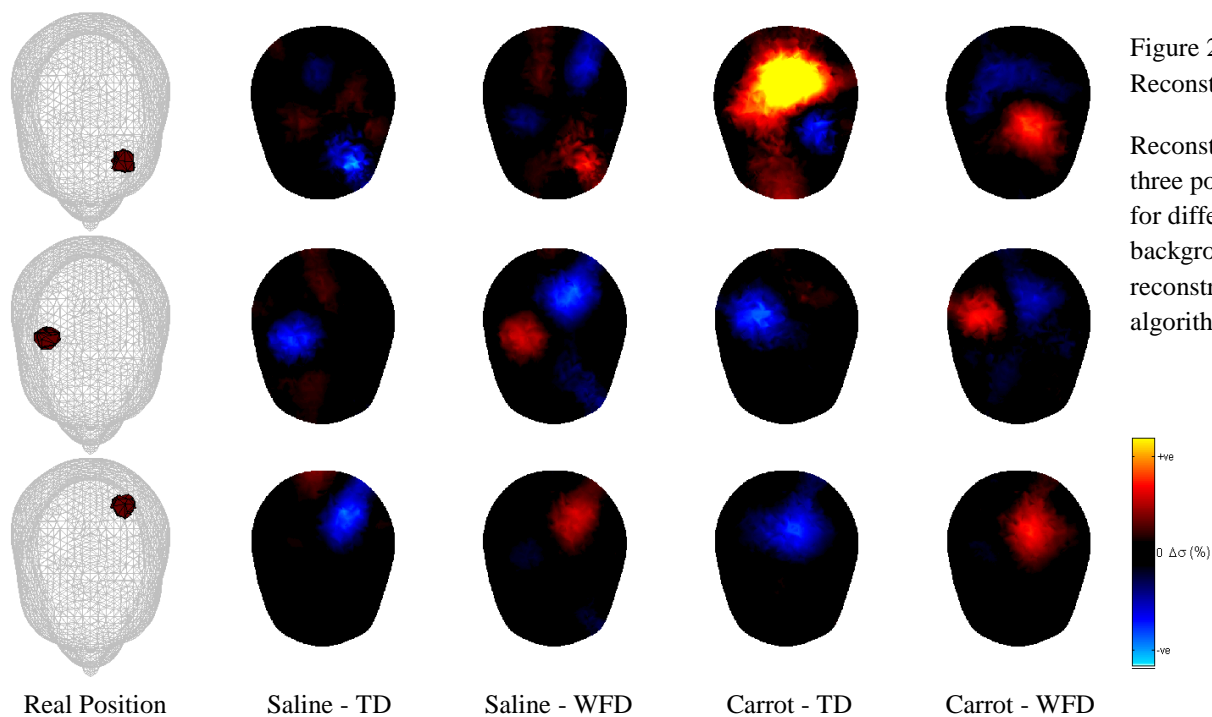 Figure 2
Reconst
Reconst
three po
for diffe
backgro
reconstr
algorith
+ve
0 Δσ (%)
-ve
Real Position Saline - TD Saline - WFD Carrot - TD Carrot - WFD